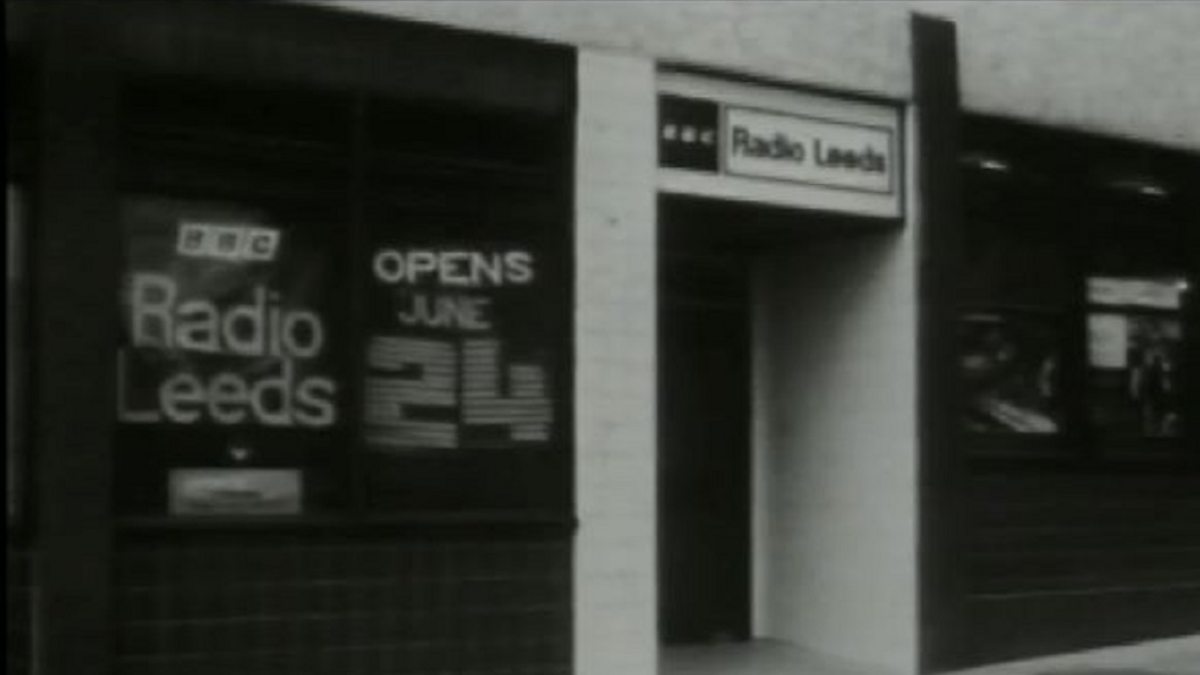 BBC
Radio
Leeds
OPENS
JUNE
24
BBC Radio Leeds